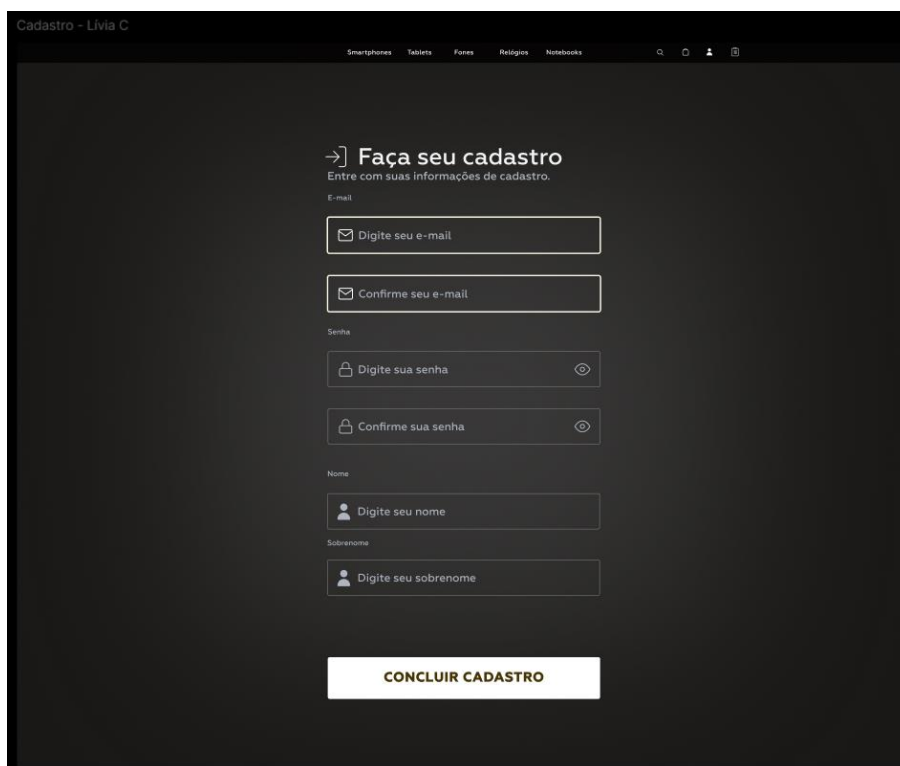 Cadastro - Lívia C
Smartphones Tablets Fones Relógios Notebooks
Faça seu cadastro
Entre com suas informações de cadastro.
E-mail
Digite seu e-mail
Confirme seu e-mail
Senha
Digite sua senha
Confirme sua senha
Nome
Digite seu nome
Sobrenome
Digite seu sobrenome
CONCLUIR CADASTRO